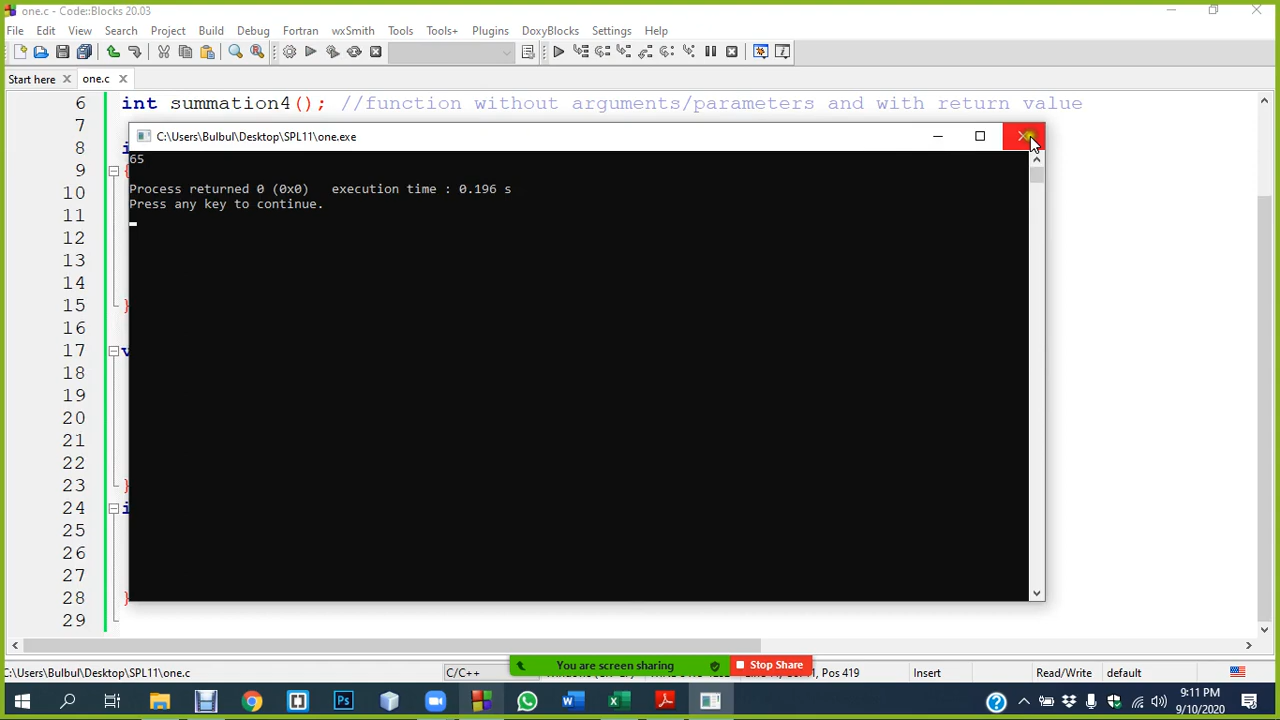 one.c - Code::Blocks 20.03
File Edit View Search Project Build Debug Fortran wxSmith Tools Tools+ Plugins DoxyBlocks Settings Help
Start here one.c
6 int summation4(); //function without arguments/parameters and with return value
7
C:\Users\Bulbul\Desktop\SPL11\one.exe
8 i
65
9 {
Process returned 0 (0x0) execution time : 0.196 s
10
Press any key to continue.
11
12
13
14
15 }
16
17 v
18
19
20
21
22
23 }
24 i
25
26
27
28 }
29
You are screen sharing Stop Share
C:\Users\Bulbul\Desktop\SPL11\one.c C/C++ Insert Read/Write default
9:11 PM
9/10/2020